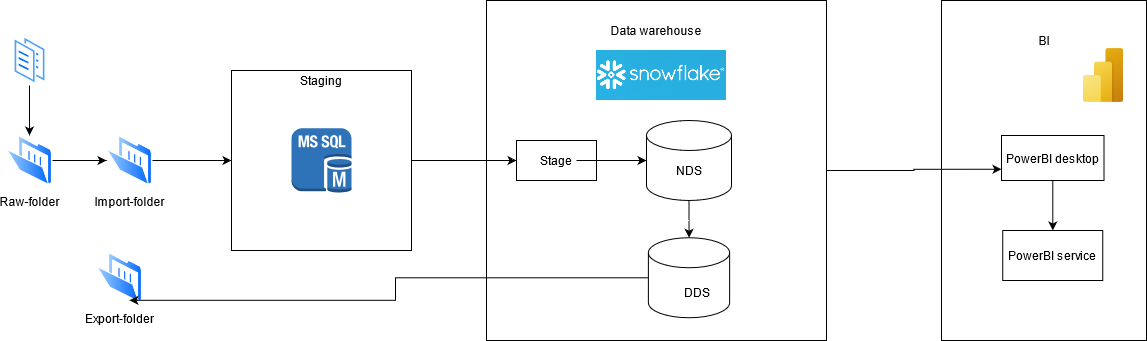 Raw-folder
Import-folder
Export-folder
Staging
MS SQL
M
Data warehouse
snowflake
Stage
NDS
DDS
BI
PowerBI desktop
PowerBI service